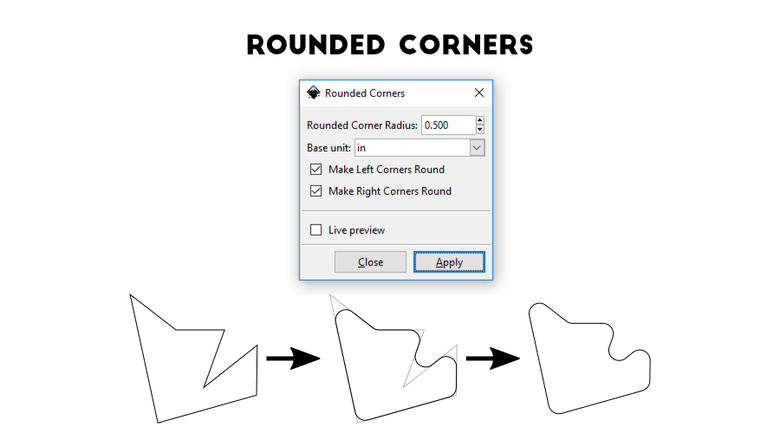 ROUNDED CORNERS
Rounded Corners
Rounded Corner Radius: 0.500
Base unit: in
Make Left Corners Round
Make Right Corners Round
Live preview
Close Apply